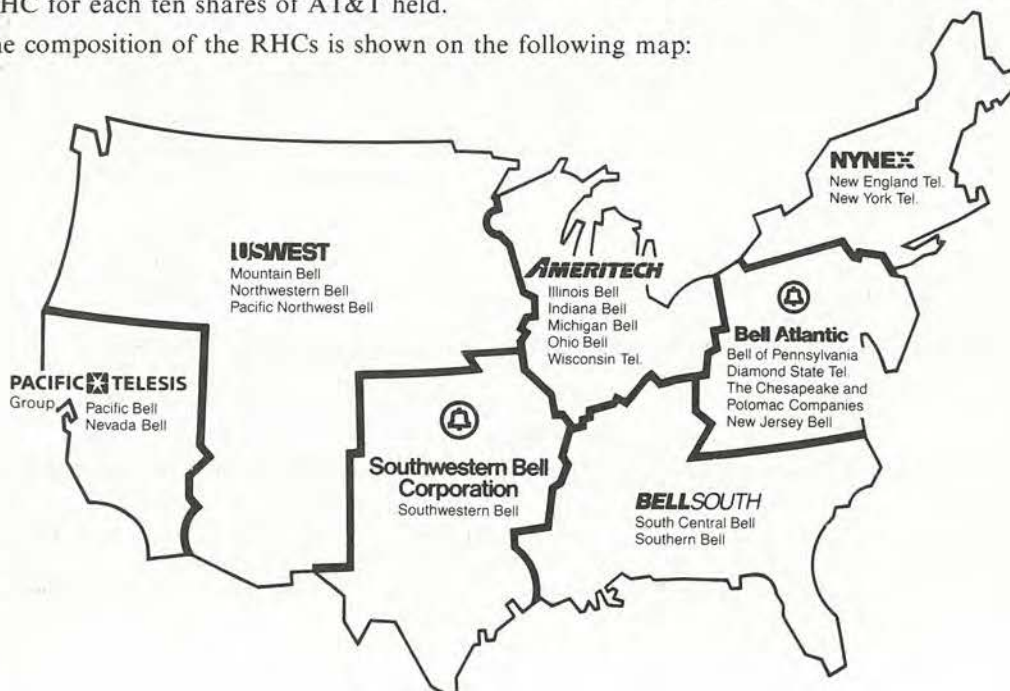 HC for each ten shares of AT&T held.
e composition of the RHCs is shown on the following map:
NYNEX
New England Tel.
New York Tel.
USWEST
Mountain Bell
Northwestern Bell
Pacific Northwest Bell
AMERITECH
Illinois Bell
Indiana Bell
Michigan Bell
Ohio Bell
Wisconsin Tel.
Bell Atlantic
Bell of Pennsylvania
Diamond State Tel.
The Chesapeake and
Potomac Companies
New Jersey Bell
PACIFIC TELESIS
Group
Pacific Bell
Nevada Bell
Southwestern Bell
Corporation
Southwestern Bell
BELLSOUTH
South Central Bell
Southern Bell